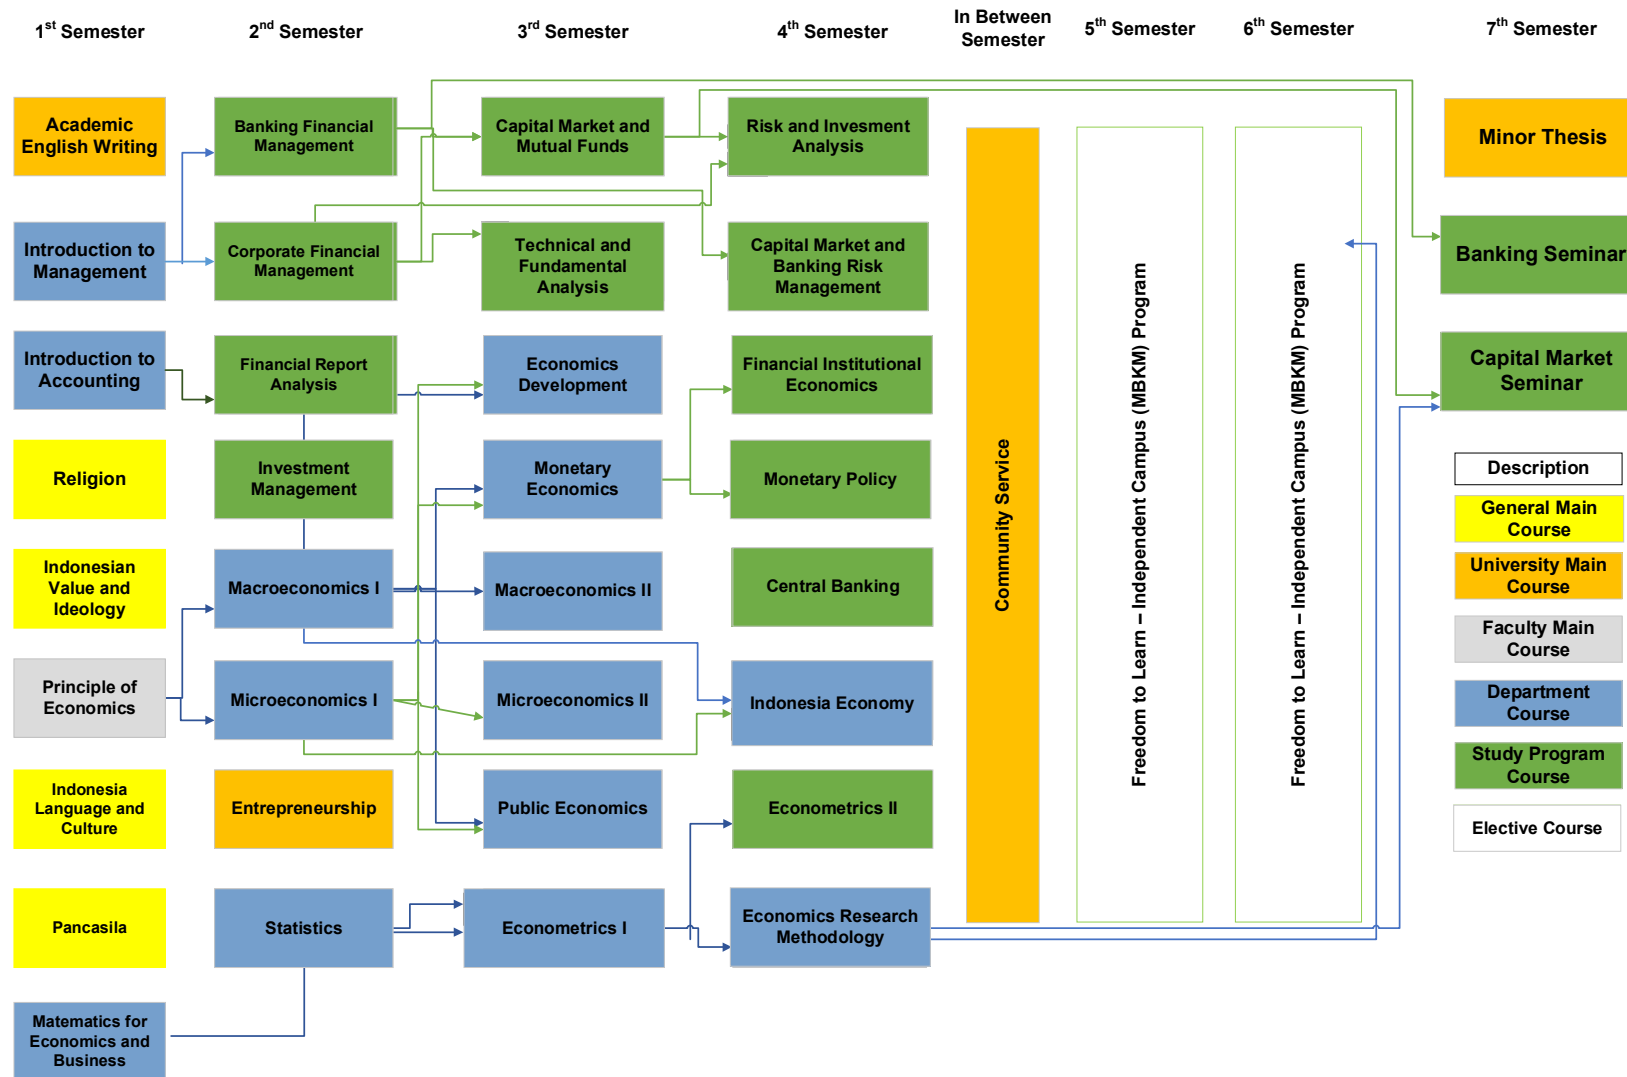 1st Semester
2nd Semester
3rd Semester
4th Semester
In Between
Semester
5th Semester
6th Semester
7th Semester
Academic
English Writing
Banking Financial
Management
Capital Market and
Mutual Funds
Risk and Invesment
Analysis
Minor Thesis
Introduction to
Management
Corporate Financial
Management
Technical and
Fundamental
Analysis
Capital Market and
Banking Risk
Management
Banking Seminar
Introduction to
Accounting
Financial Report
Analysis
Economics
Development
Financial Institutional
Economics
Capital Market
Seminar
Religion
Investment
Management
Monetary
Economics
Monetary Policy
Indonesian
Value and
Ideology
Macroeconomics I
Macroeconomics II
Central Banking
Principle of
Economics
Microeconomics I
Microeconomics II
Indonesia Economy
Indonesia
Language and
Culture
Entrepreneurship
Public Economics
Econometrics II
Pancasila
Statistics
Econometrics I
Economics Research
Methodology
Matematics for
Economics and
Business
Community Service
Freedom to Learn – Independent Campus (MBKM) Program
Freedom to Learn – Independent Campus (MBKM) Program
Description
General Main
Course
University Main
Course
Faculty Main
Course
Department
Course
Study Program
Course
Elective Course